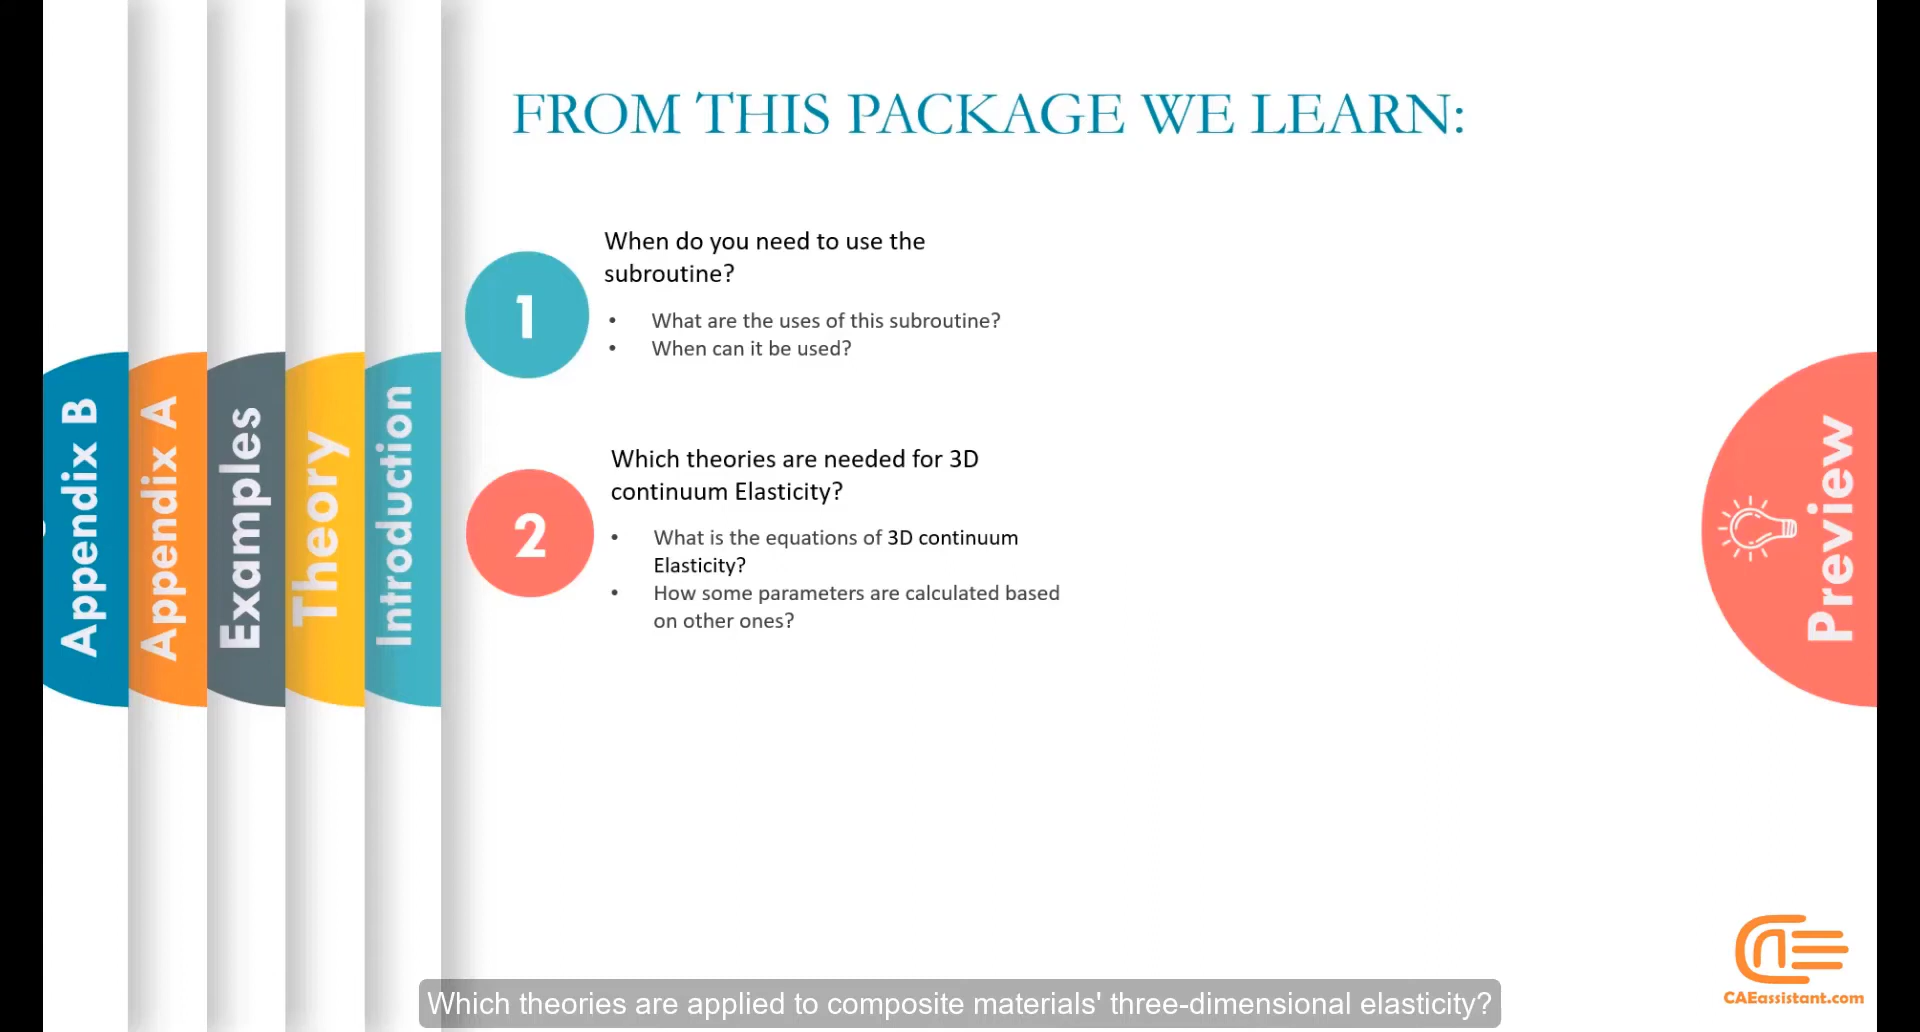 FROM THIS PACKAGE WE LEARN:
1
When do you need to use the
subroutine?
• What are the uses of this subroutine?
• When can it be used?
2
Which theories are needed for 3D
continuum Elasticity?
• What is the equations of 3D continuum
Elasticity?
• How some parameters are calculated based
on other ones?
Appendix B
Appendix A
Examples
Theory
Introduction
Preview
CAEassistant.com
Which theories are applied to composite materials' three-dimensional elasticity?